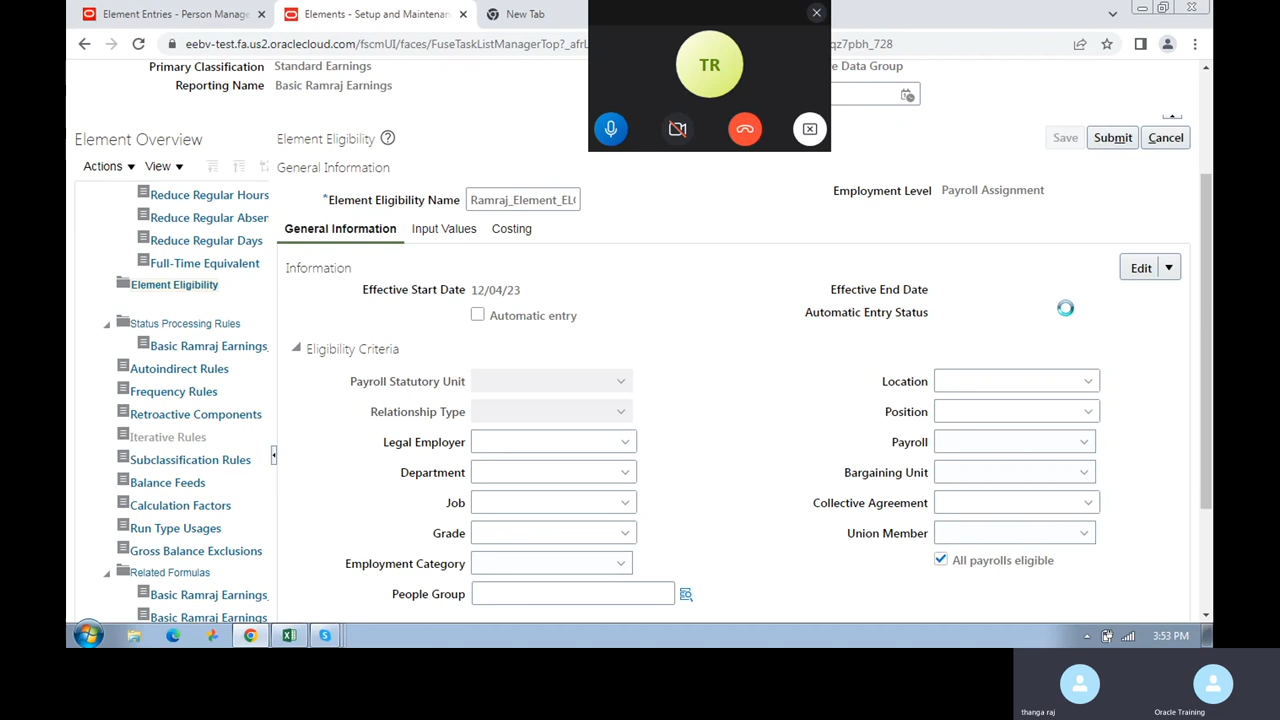 Element Entries - Person Manage
Elements - Setup and Maintenan
New Tab
eebv-test.fa.us2.oraclecloud.com/fscmUI/faces/FuseTaskListManagerTop?_afrL
qz7pbh_728
TR
Primary Classification Standard Earnings
e Data Group
Reporting Name Basic Ramraj Earnings
Element Overview
Element Eligibility
Save Submit Cancel
Actions View
General Information
*Element Eligibility Name Ramraj_Element_EL
Employment Level Payroll Assignment
Reduce Regular Hours
Reduce Regular Absen
Reduce Regular Days
Full-Time Equivalent
Element Eligibility
Status Processing Rules
Basic Ramraj Earnings_
Autoindirect Rules
Frequency Rules
Retroactive Components
Iterative Rules
Subclassification Rules
Balance Feeds
Calculation Factors
Run Type Usages
Gross Balance Exclusions
Related Formulas
Basic Ramraj Earnings_
Basic Ramraj Earnings
General Information Input Values Costing
Information
Edit
Effective Start Date 12/04/23
Effective End Date
Automatic entry
Automatic Entry Status
Eligibility Criteria
Payroll Statutory Unit
Location
Relationship Type
Position
Legal Employer
Payroll
Department
Bargaining Unit
Job
Collective Agreement
Grade
Union Member
Employment Category
All payrolls eligible
People Group
3:53 PM
thanga raj
Oracle Training